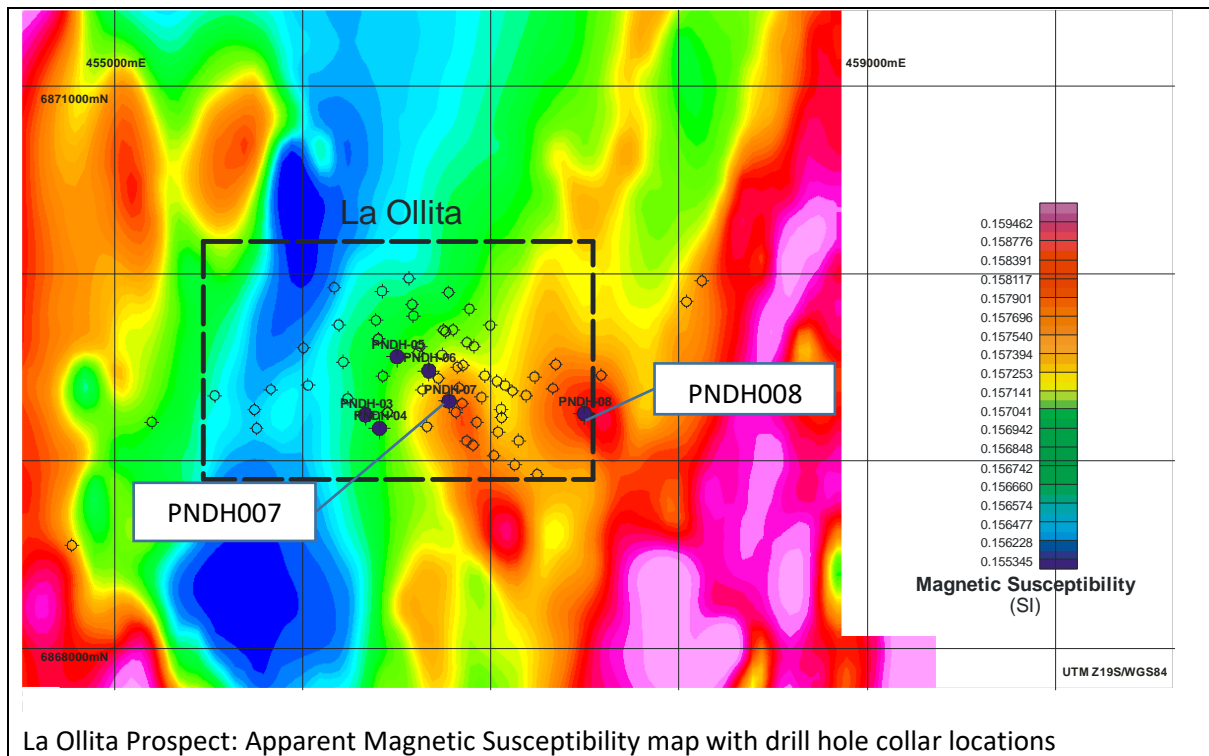 455000mE
459000mE
6871000mN
La Ollita
PNDH-05
PNDH-06
PNDH-07
PNDH-03
PNDH-04
PNDH-08
PNDH008
PNDH007
0.159462
0.158776
0.158391
0.158117
0.157901
0.157696
0.157540
0.157394
0.157253
0.157141
0.157041
0.156942
0.156848
0.156742
0.156660
0.156574
0.156477
0.156228
0.155345
Magnetic Susceptibility
(SI)
6868000mN
UTM Z19S/WGS84
La Ollita Prospect: Apparent Magnetic Susceptibility map with drill hole collar locations